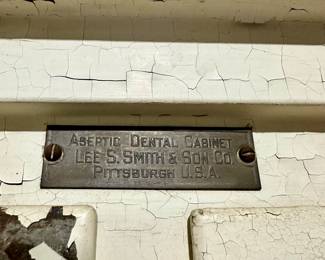 ASEPTIC DENTAL CABINET
LEE S. SMITH & SON CO.
PITTSBURGH U.S.A.